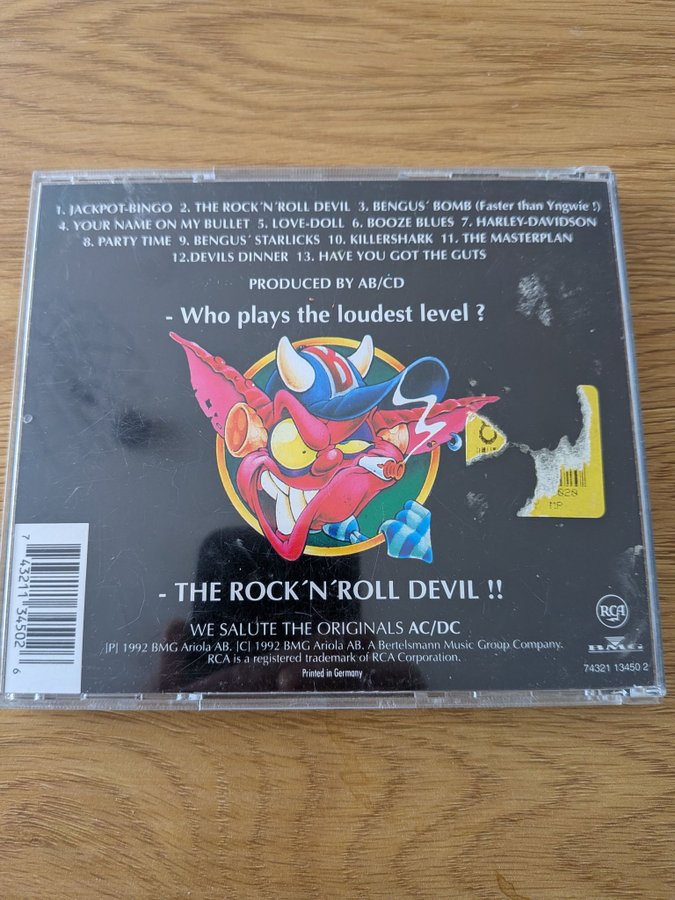 1. JACKPOT-BINGO 2. THE ROCK´N´ROLL DEVIL 3. BENGUS´ BOMB (Faster than Yngwie !)
4. YOUR NAME ON MY BULLET 5. LOVE-DOLL 6. BOOZE BLUES 7. HARLEY-DAVIDSON
8. PARTY TIME 9. BENGUS´ STARLICKS 10. KILLERSHARK 11. THE MASTERPLAN
12.DEVILS DINNER 13. HAVE YOU GOT THE GUTS
PRODUCED BY AB/CD
- Who plays the loudest level ?
020
MP
- THE ROCK´N´ROLL DEVIL !!
WE SALUTE THE ORIGINALS AC/DC
|P| 1992 BMG Ariola AB. |C| 1992 BMG Ariola AB. A Bertelsmann Music Group Company.
RCA is a registered trademark of RCA Corporation.
Printed in Germany
RCA
BMG
74321 13450 2
7 43211 34502 6